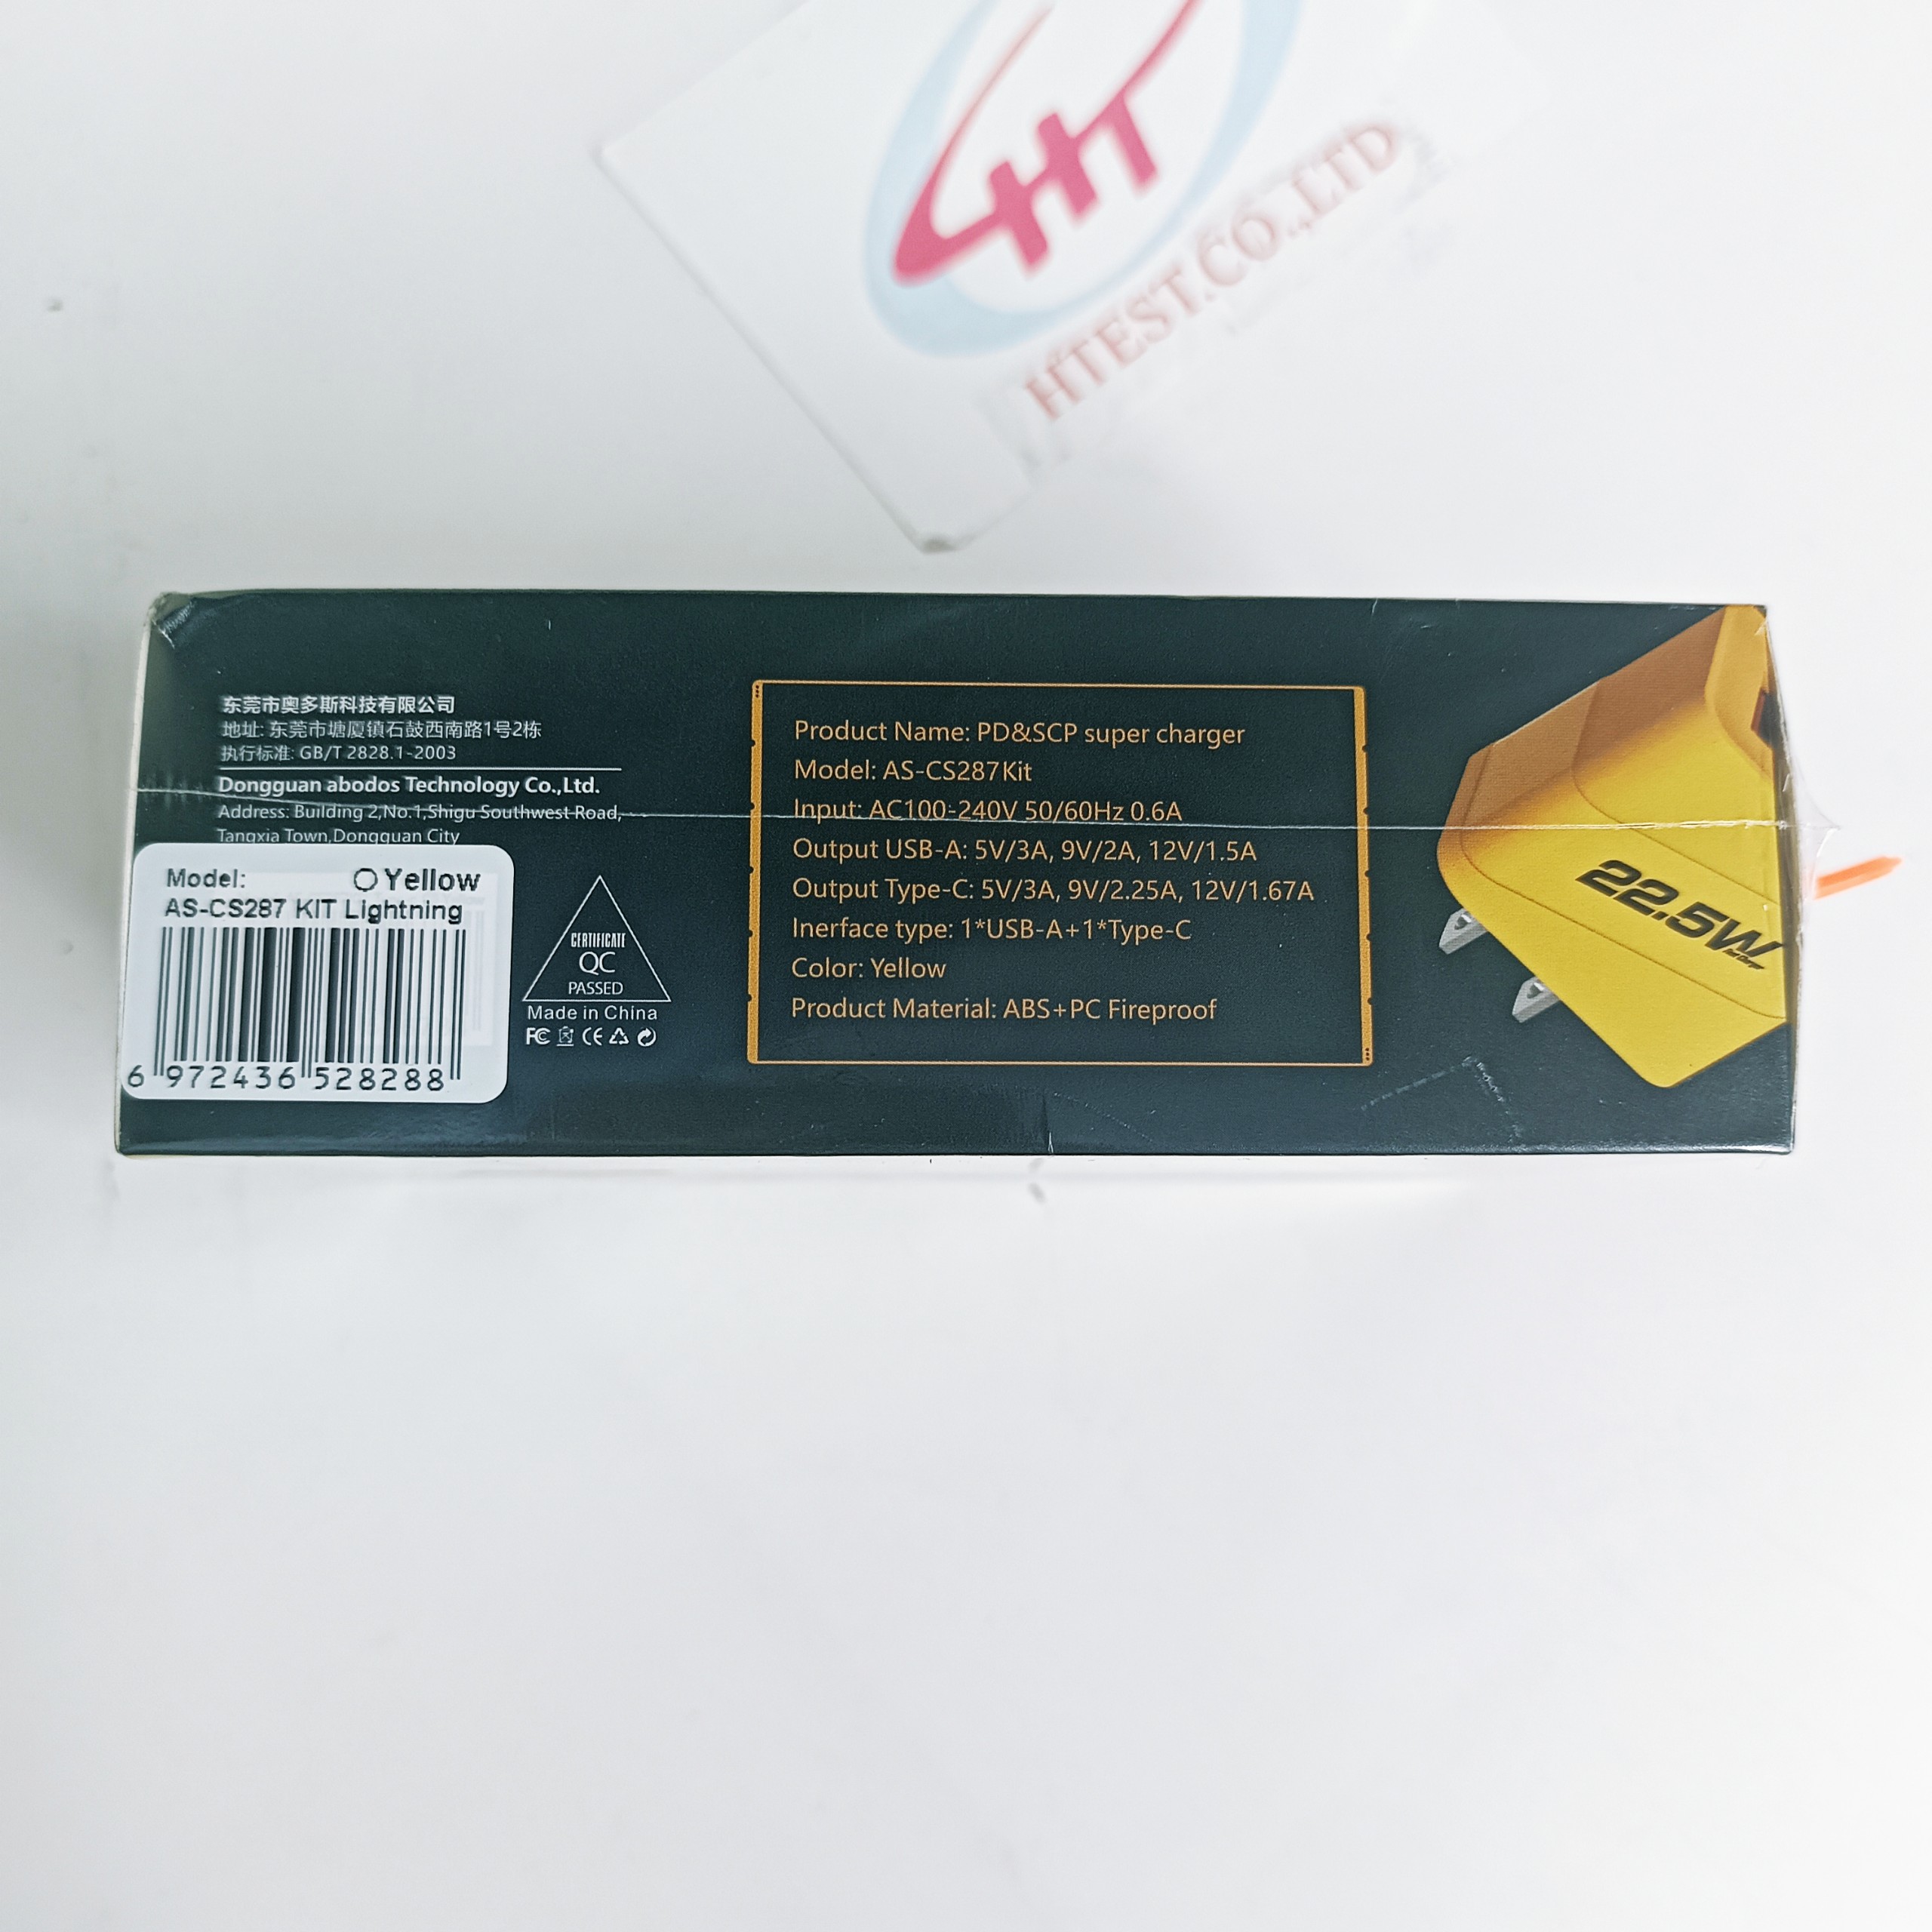 HT
HTEST.CO.,LTD
东莞市奥多斯科技有限公司
地址: 东莞市塘厦镇石鼓西南路1号2栋
执行标准: GB/T 2828.1-2003
Dongguan abodos Technology Co.,Ltd.
Address: Building 2,No.1,Shigu Southwest Road,
Tangxia Town,Dongguan City
Model: Yellow
AS-CS287 KIT Lightning
6 972436 528288
CERTIFICATE
QC
PASSED
Made in China
FC CE
Product Name: PD&SCP super charger
Model: AS-CS287Kit
Input: AC100-240V 50/60Hz 0.6A
Output USB-A: 5V/3A, 9V/2A, 12V/1.5A
Output Type-C: 5V/3A, 9V/2.25A, 12V/1.67A
Inerface type: 1*USB-A+1*Type-C
Color: Yellow
Product Material: ABS+PC Fireproof
22.5W